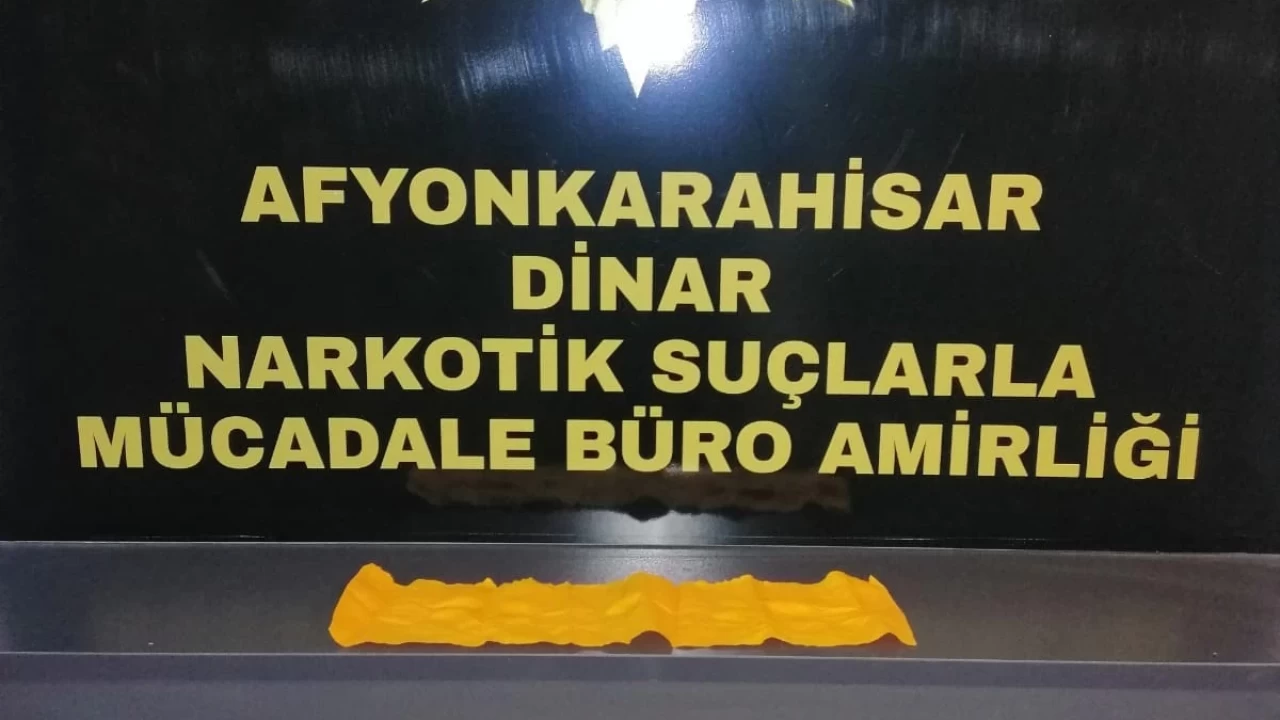 AFYONKARAHİSAR
DİNAR
NARKOTİK SUÇLARLA
MÜCADALE BÜRO AMİRLİĞİ